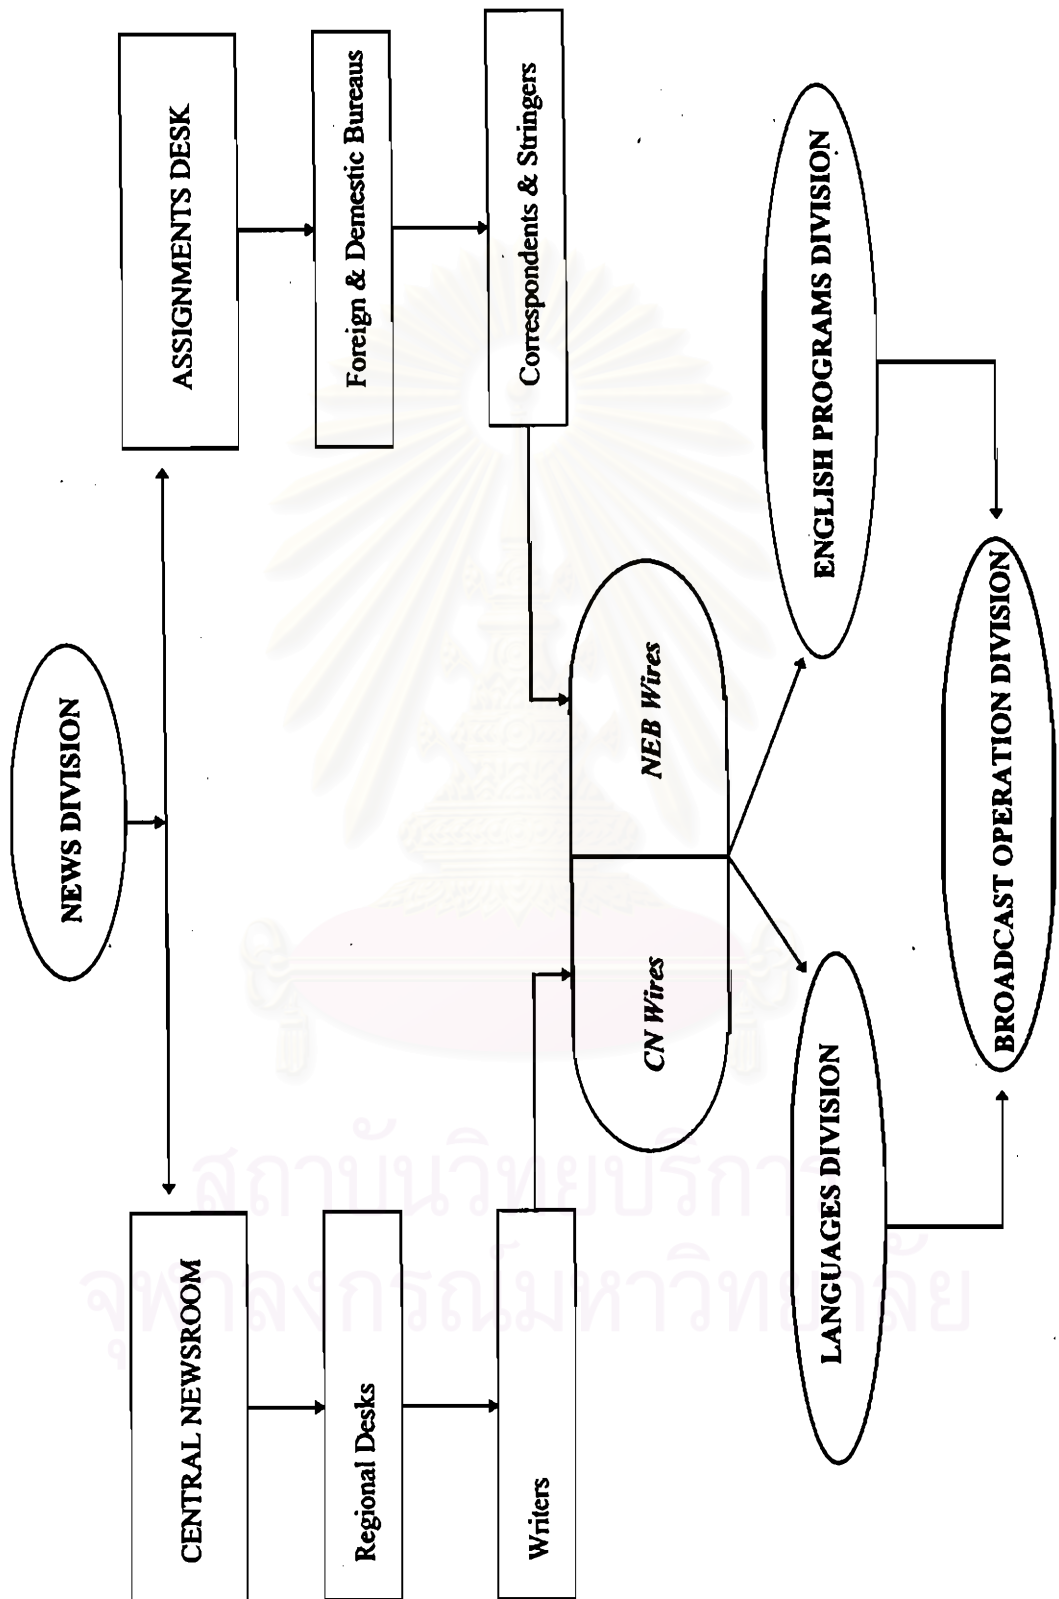 NEWS DIVISION
CENTRAL NEWSROOM
ASSIGNMENTS DESK
Regional Desks
Foreign & Demestic Bureaus
Writers
Correspondents & Stringers
CN Wires
NEB Wires
LANGUAGES DIVISION
ENGLISH PROGRAMS DIVISION
BROADCAST OPERATION DIVISION
สถาบันวิทยบริการ
จุฬาลงกรณ์มหาวิทยาลัย